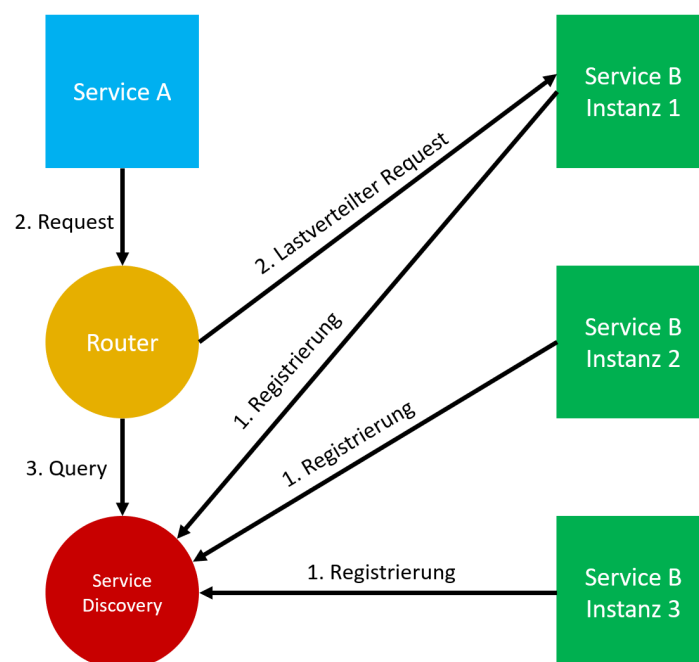 Service A
Service B
Instanz 1
2. Request
2. Lastverteilter Request
Router
1. Registrierung
Service B
Instanz 2
1. Registrierung
3. Query
Service
Discovery
1. Registrierung
Service B
Instanz 3